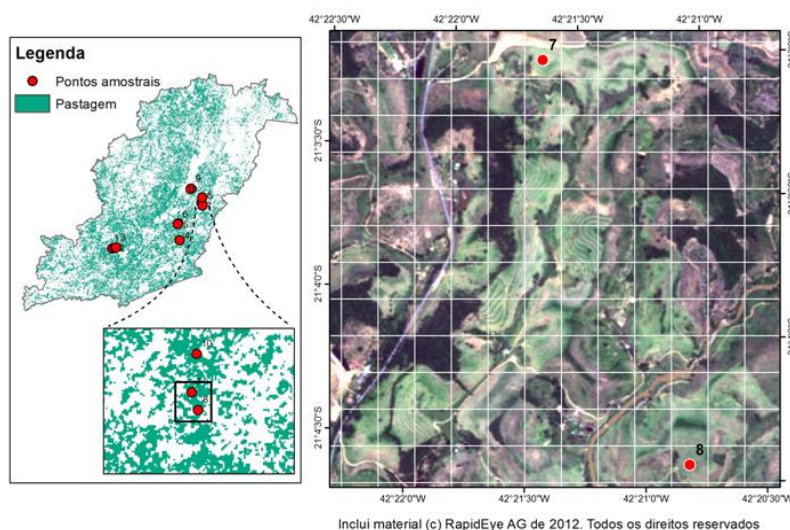 Legenda
Pontos amostrais
Pastagem
9
6
42°22'30"W
42°22'0"W
42°21'30"W
42°21'0"W
7
21°3'30"S
21°4'0"S
21°4'30"S
8
42°22'0"W
42°21'30"W
42°21'0"W
42°20'30"W
Inclui material (c) RapidEye AG de 2012. Todos os direitos reservados